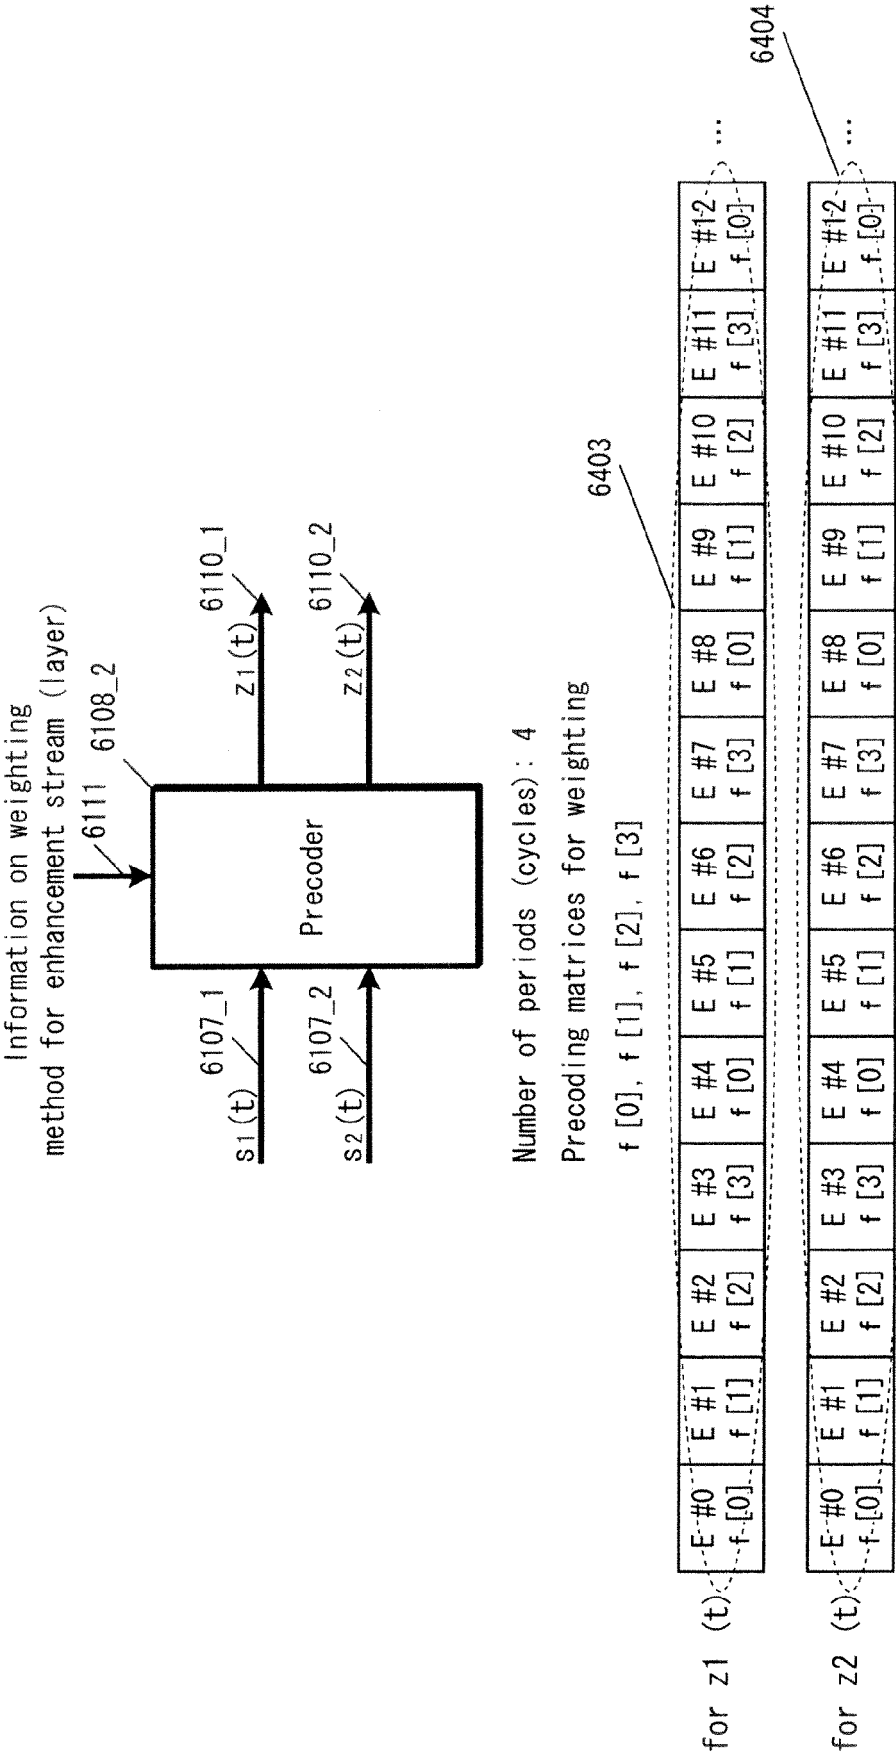 Information on weighting
method for enhancement stream (layer)
6111
6108_2
s1(t)
6107_1
z1(t)
6110_1
Precoder
s2(t)
6107_2
z2(t)
6110_2
Number of periods (cycles): 4
Precoding matrices for weighting
f [0], f [1], f [2], f [3]
6403
for z1 (t)
E #0 E #1 E #2 E #3 E #4 E #5 E #6 E #7 E #8 E #9 E #10 E #11 E #12 ...
f [0] f [1] f [2] f [3] f [0] f [1] f [2] f [3] f [0] f [1] f [2] f [3] f [0]
6404
for z2 (t)
E #0 E #1 E #2 E #3 E #4 E #5 E #6 E #7 E #8 E #9 E #10 E #11 E #12 ...
f [0] f [1] f [2] f [3] f [0] f [1] f [2] f [3] f [0] f [1] f [2] f [3] f [0]